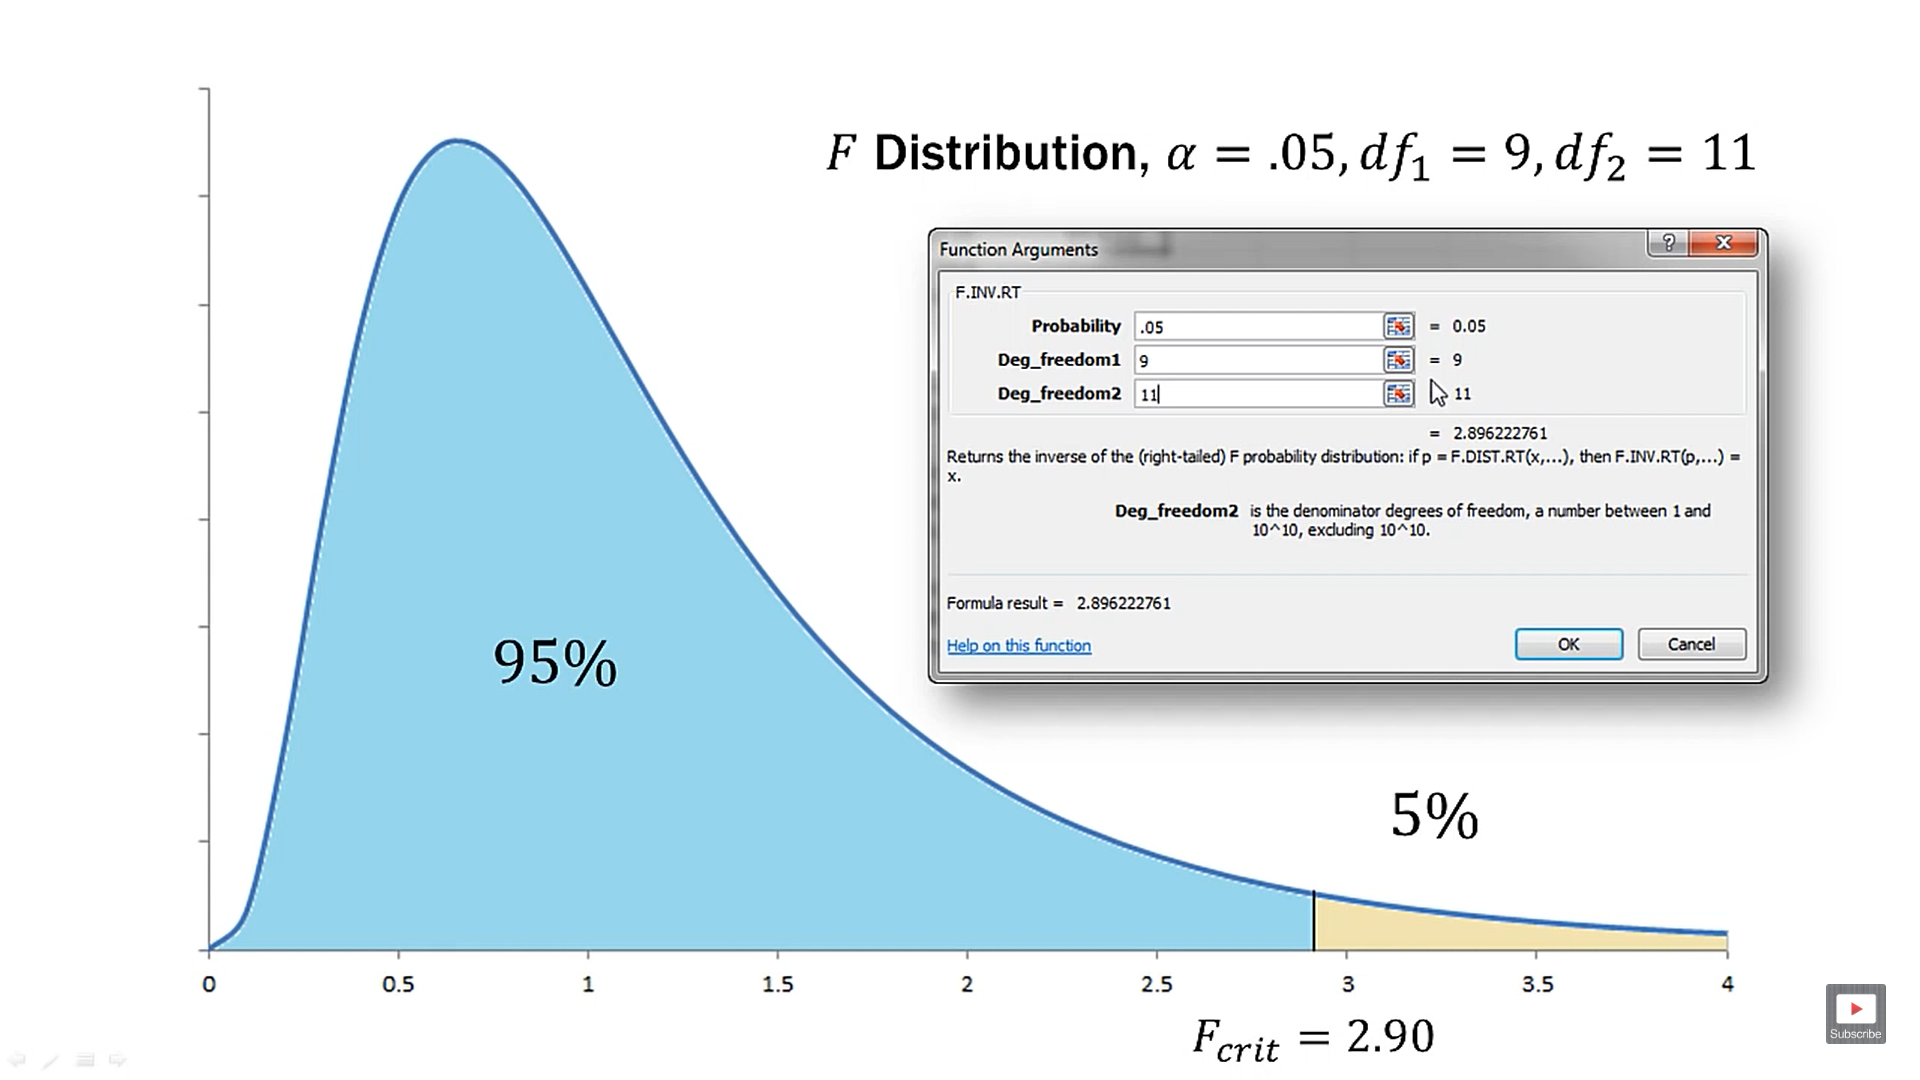 F Distribution, α = .05, df₁ = 9, df₂ = 11
Function Arguments
?
X
F.INV.RT
Probability .05 = 0.05
Deg_freedom1 9 = 9
Deg_freedom2 11 11
= 2.896222761
Returns the inverse of the (right-tailed) F probability distribution: if p = F.DIST.RT(x,...), then F.INV.RT(p,...) =
x.
Deg_freedom2 is the denominator degrees of freedom, a number between 1 and
10^10, excluding 10^10.
Formula result = 2.896222761
Help on this function OK Cancel
95%
5%
0 0.5 1 1.5 2 2.5 3 3.5 4
F_crit = 2.90
Subscribe